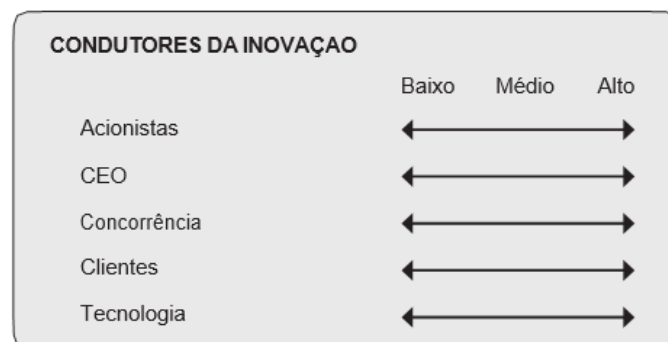 CONDUTORES DA INOVAÇAO
Baixo Médio Alto
Acionistas
CEO
Concorrência
Clientes
Tecnologia